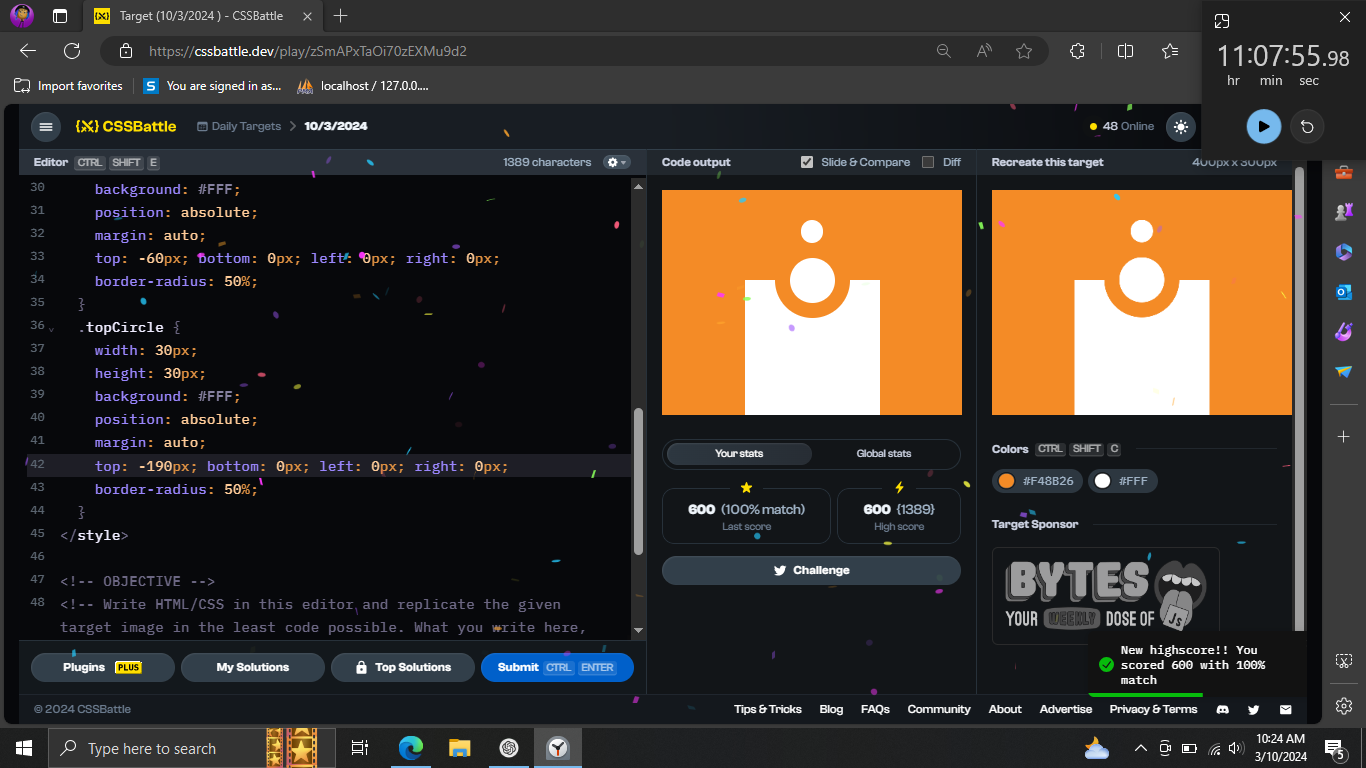 Target (10/3/2024 ) - CSSBattle
https://cssbattle.dev/play/zSmAPxTaOi70zEXMu9d2
Import favorites
You are signed in as...
localhost / 127.0.0....
11:07:55.98
hr min sec
{X} CSSBattle
Daily Targets > 10/3/2024
48 Online
Editor CTRL SHIFT E
1389 characters
30 background: #FFF;
31 position: absolute;
32 margin: auto;
33 top: -60px; bottom: 0px; left: 0px; right: 0px;
34 border-radius: 50%;
35 }
36 .topCircle {
37 width: 30px;
38 height: 30px;
39 background: #FFF;
40 position: absolute;
41 margin: auto;
42 top: -190px; bottom: 0px; left: 0px; right: 0px;
43 border-radius: 50%;
44 }
45 </style>
46
47 <!-- OBJECTIVE -->
48 <!-- Write HTML/CSS in this editor and replicate the given
target image in the least code possible. What you write here,
Plugins PLUS
My Solutions
Top Solutions
Submit CTRL ENTER
Code output
Slide & Compare
Diff
Your stats
Global stats
600 (100% match)
Last score
600 {1389}
High score
Challenge
Recreate this target
400px x 300px
Colors CTRL SHIFT C
#F48B26
#FFF
Target Sponsor
BYTES
YOUR WEEKLY DOSE OF
JS
New highscore!! You
scored 600 with 100%
match
© 2024 CSSBattle
Tips & Tricks Blog FAQs Community About Advertise Privacy & Terms
Type here to search
10:24 AM
3/10/2024
5